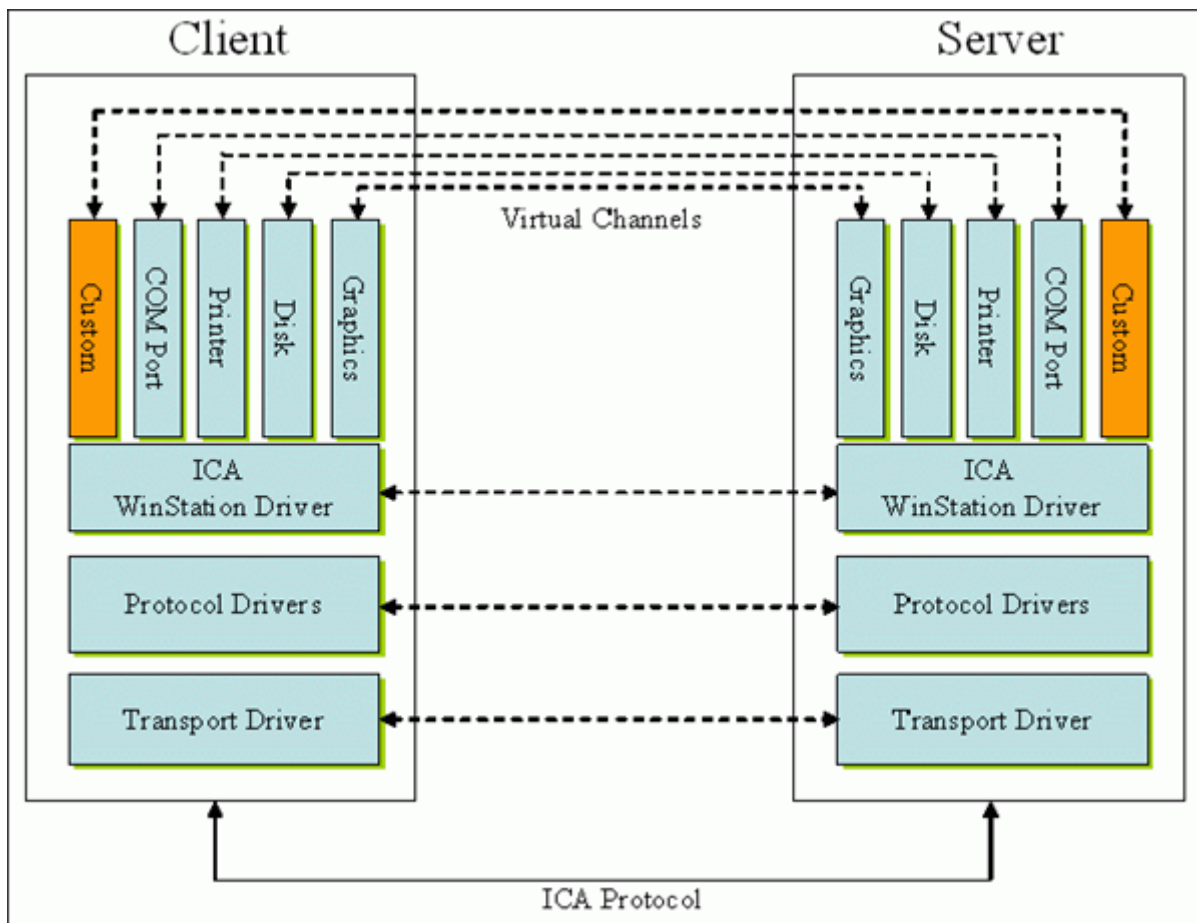 Client
Server
Virtual Channels
Custom
COM Port
Printer
Disk
Graphics
Graphics
Disk
Printer
COM Port
Custom
ICA
WinStation Driver
ICA
WinStation Driver
Protocol Drivers
Protocol Drivers
Transport Driver
Transport Driver
ICA Protocol